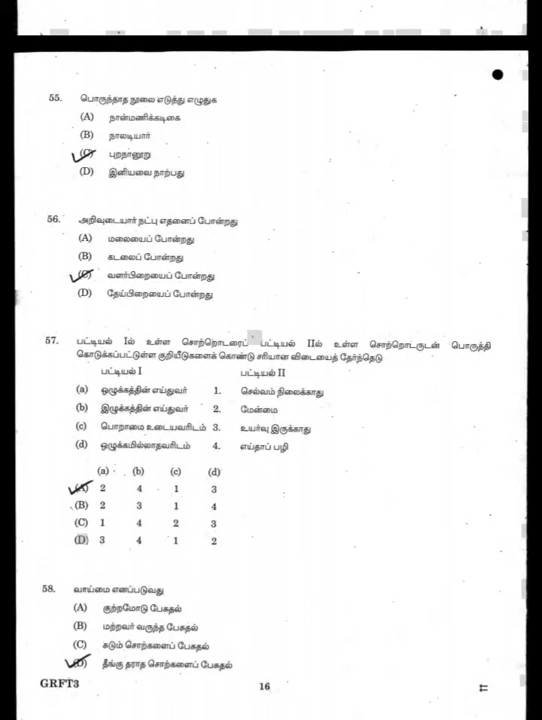 55. பொருந்தாத நூலை எடுத்து எழுதுக
(A) நான்மணிக்கடிகை
(B) நாலடியார்
(C) புறநானூறு
(D) இனியவை நாற்பது
56. அறிவுடையார் நட்பு எதனைப் போன்றது
(A) மலையைப் போன்றது
(B) கடலைப் போன்றது
(C) வளர்பிறையைப் போன்றது
(D) தேய்பிறையைப் போன்றது
57. பட்டியல் Iல் உள்ள சொற்றொடரைப் பட்டியல் IIல் உள்ள சொற்றொடருடன் பொருத்தி
கொடுக்கப்பட்டுள்ள குறியீடுகளைக் கொண்டு சரியான விடையைத் தேர்ந்தெடு
பட்டியல் I பட்டியல் II
(a) ஒழுக்கத்தின் எய்துவர் 1. செல்வம் நிலைக்காது
(b) இழுக்கத்தின் எய்துவர் 2. மேன்மை
(c) பொறாமை உடையவரிடம் 3. உயர்வு இருக்காது
(d) ஒழுக்கமில்லாதவரிடம் 4. எய்தாப் பழி
(a) (b) (c) (d)
(A) 2 4 1 3
(B) 2 3 1 4
(C) 1 4 2 3
(D) 3 4 1 2
58. வாய்மை எனப்படுவது
(A) குற்றமோடு பேசுதல்
(B) மற்றவர் வருந்த பேசுதல்
(C) கடும் சொற்களைப் பேசுதல்
(D) தீங்கு தராத சொற்களைப் பேசுதல்
GRFT3 16